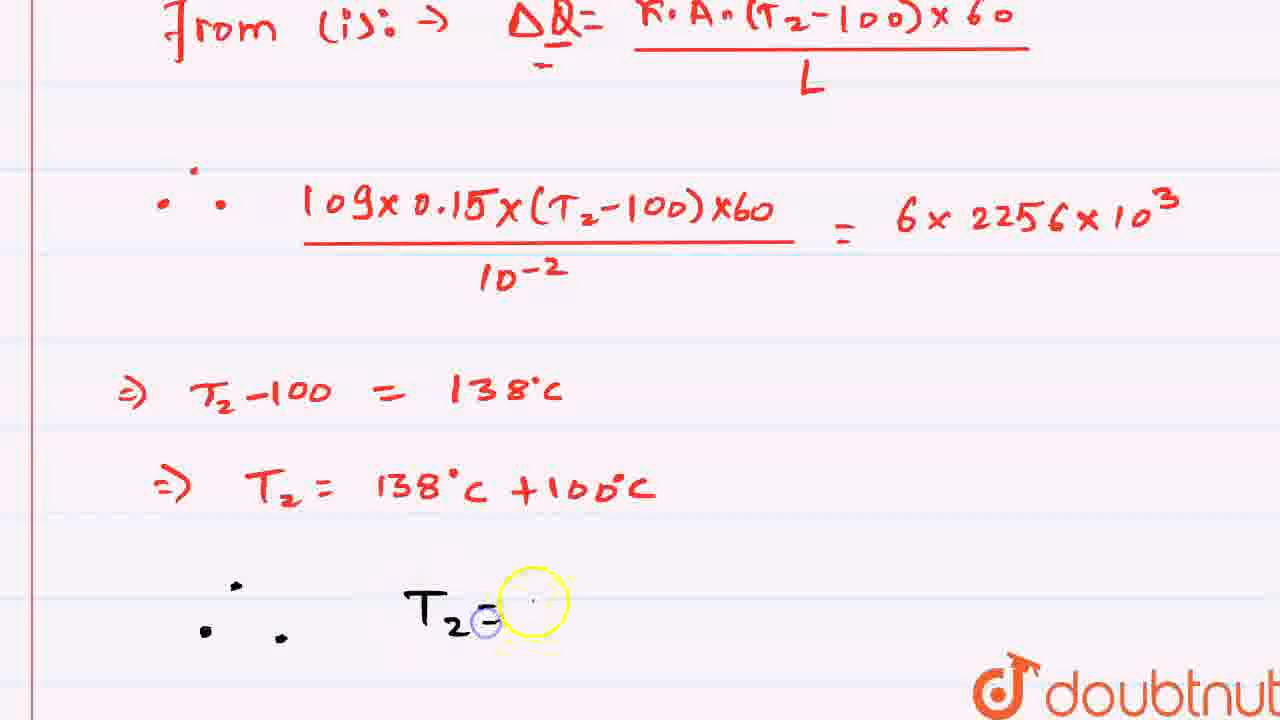 From (i): → ΔQ = K.A.(T₂-100)×60
L
∴ 109×0.15×(T₂-100)×60 = 6×2256×10³
10⁻²
⇒ T₂-100 = 138°C
⇒ T₂ = 138°C+100°C
∴ T₂=
doubtnut